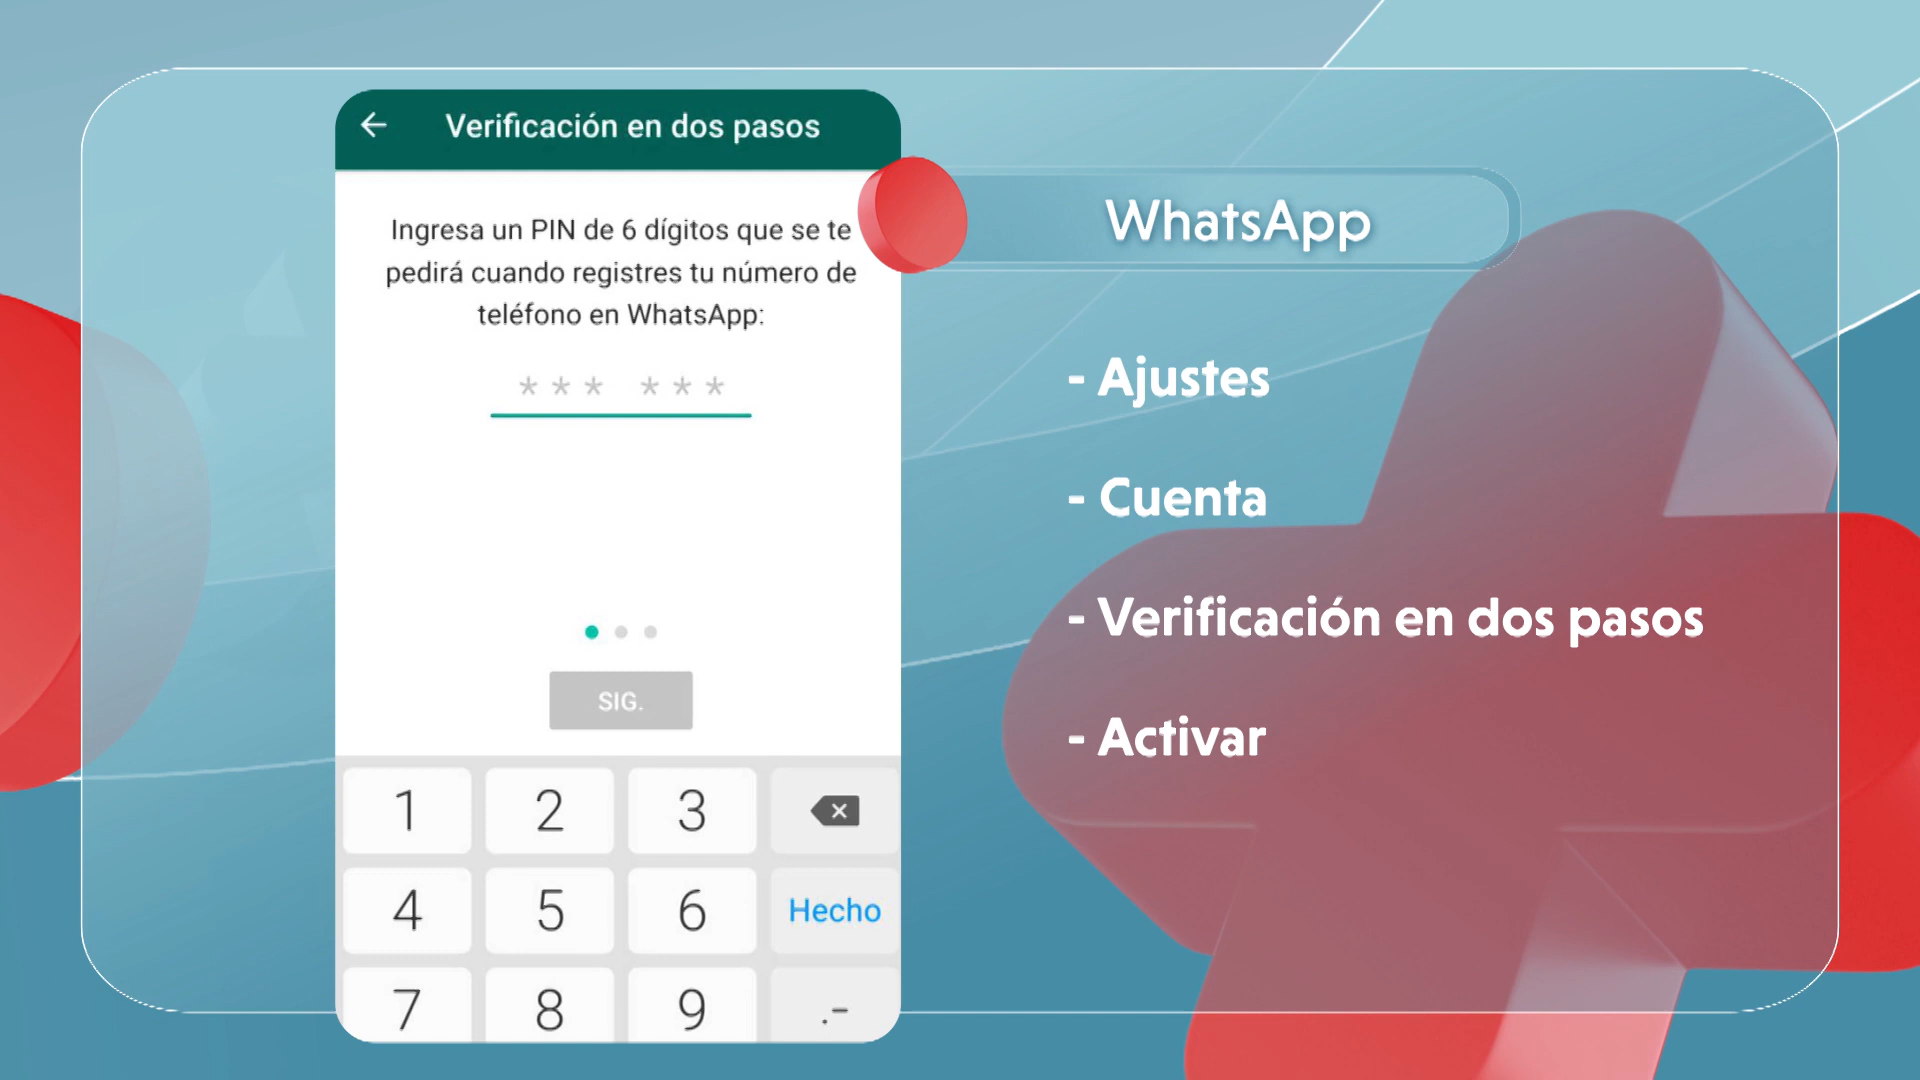 Verificación en dos pasos
Ingresa un PIN de 6 dígitos que se te
pedirá cuando registres tu número de
teléfono en WhatsApp:
*** ***
SIG.
1 2 3
4 5 6 Hecho
7 8 9 .-
WhatsApp
- Ajustes
- Cuenta
- Verificación en dos pasos
- Activar